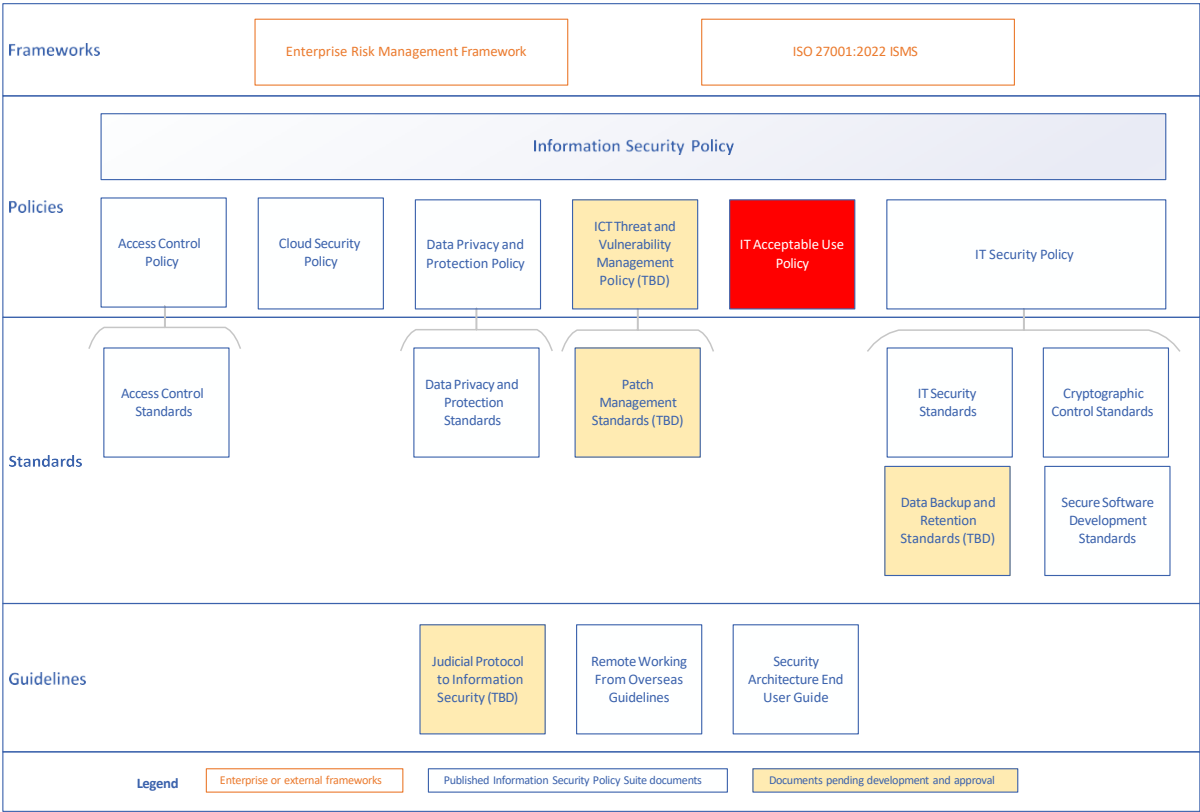 Frameworks
Enterprise Risk Management Framework
ISO 27001:2022 ISMS
Information Security Policy
Policies
Access Control
Policy
Cloud Security
Policy
Data Privacy and
Protection Policy
ICT Threat and
Vulnerability
Management
Policy (TBD)
IT Acceptable Use
Policy
IT Security Policy
Standards
Access Control
Standards
Data Privacy and
Protection
Standards
Patch
Management
Standards (TBD)
IT Security
Standards
Cryptographic
Control Standards
Data Backup and
Retention
Standards (TBD)
Secure Software
Development
Standards
Guidelines
Judicial Protocol
to Information
Security (TBD)
Remote Working
From Overseas
Guidelines
Security
Architecture End
User Guide
Legend
Enterprise or external frameworks
Published Information Security Policy Suite documents
Documents pending development and approval